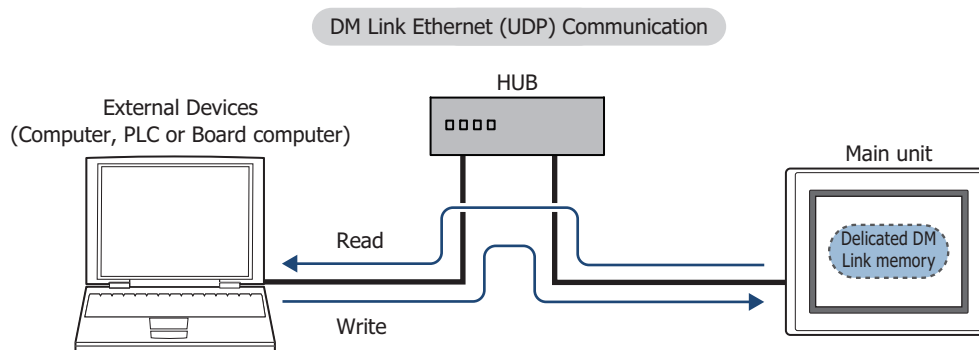 DM Link Ethernet (UDP) Communication
HUB
External Devices
(Computer, PLC or Board computer)
Main unit
Delicated DM
Link memory
Read
Write